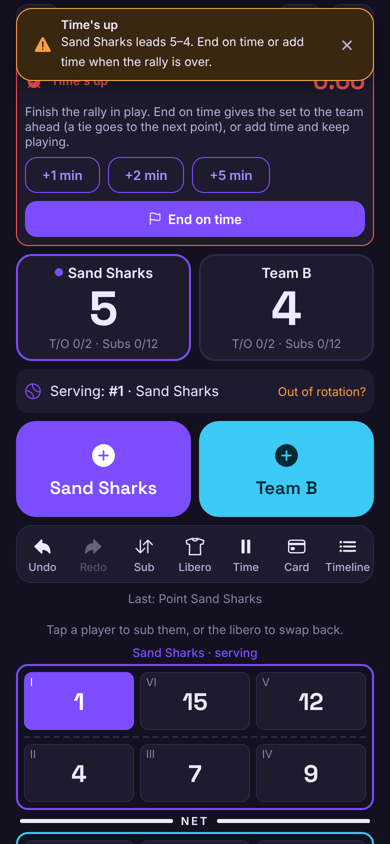 Time's up
Sand Sharks leads 5–4. End on time or add
time when the rally is over.
Time's up
0:00
Finish the rally in play. End on time gives the set to the team
ahead (a tie goes to the next point), or add time and keep
playing.
+1 min
+2 min
+5 min
End on time
Sand Sharks
5
T/O 0/2 · Subs 0/12
Team B
4
T/O 0/2 · Subs 0/12
Serving: #1 · Sand Sharks
Out of rotation?
Sand Sharks
Team B
Undo
Redo
Sub
Libero
Time
Card
Timeline
Last: Point Sand Sharks
Tap a player to sub them, or the libero to swap back.
Sand Sharks · serving
I
1
VI
15
V
12
II
4
III
7
IV
9
NET